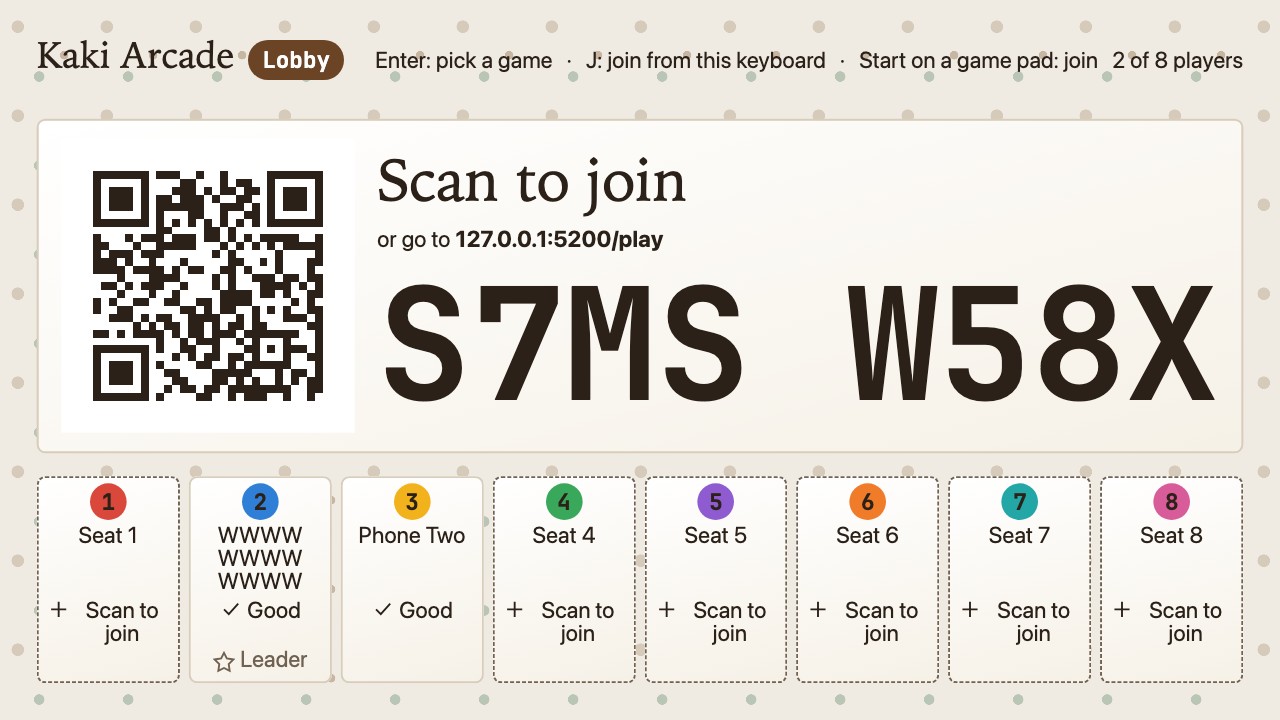 Kaki Arcade Lobby Enter: pick a game · J: join from this keyboard · Start on a game pad: join 2 of 8 players
Scan to join
or go to 127.0.0.1:5200/play
S7MS W58X
1
Seat 1
+ Scan to
join
2
WWWW
WWWW
WWWW
✓ Good
☆ Leader
3
Phone Two
✓ Good
4
Seat 4
+ Scan to
join
5
Seat 5
+ Scan to
join
6
Seat 6
+ Scan to
join
7
Seat 7
+ Scan to
join
8
Seat 8
+ Scan to
join